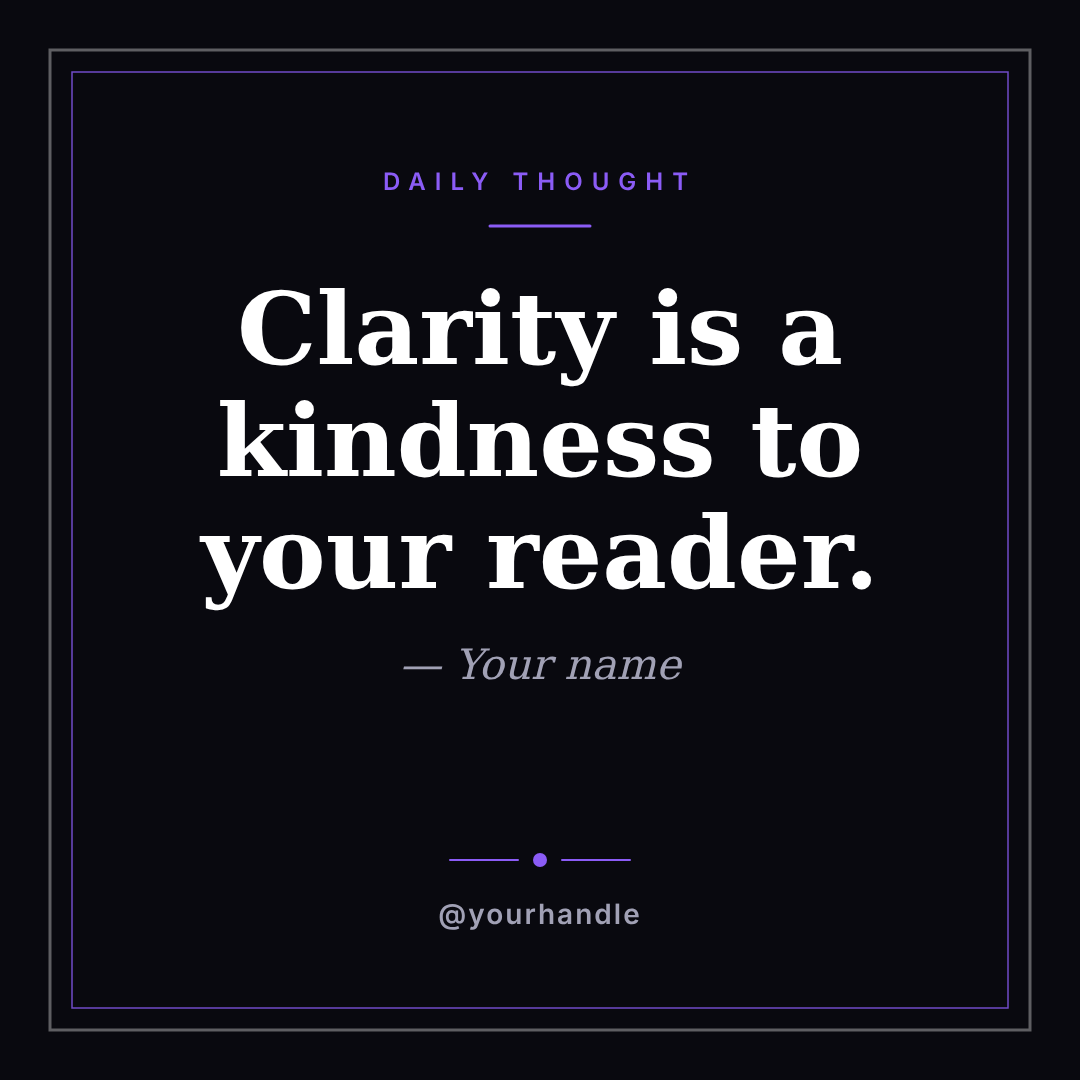 DAILY THOUGHT
Clarity is a
kindness to
your reader.
— Your name
@yourhandle